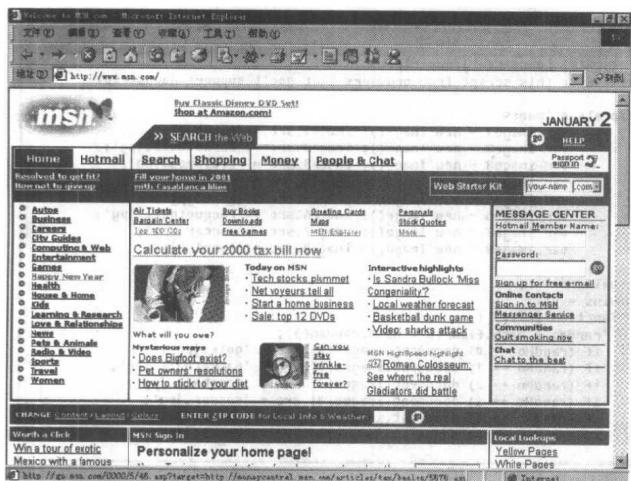 Welcome to MSN.com - Microsoft Internet Explorer
文件(F) 编辑(E) 查看(V) 收藏(A) 工具(T) 帮助(H)
地址(D) http://www.msn.com/ 转到
msn
Buy Classic Disney DVD Set!
Shop at Amazon.com!
JANUARY 2
>> SEARCH the Web go HELP
Home Hotmail Search Shopping Money People & Chat Passport sign in
Resolved to get fit?
How not to give up
Fill your home in 2001
with Casablanca lilies
Web Starter Kit your-name .com
Autos
Business
Careers
City Guides
Computing & Web
Entertainment
Games
Happy New Year
Health
House & Home
Kids
Learning & Research
Love & Relationships
News
Pets & Animals
Radio & Video
Sports
Travel
Women
Air Tickets Buy Books Greeting Cards Personals
Bargain Center Downloads Maps Stock Quotes
Top 100 CDs Free Games MSN Explorer More...
Calculate your 2000 tax bill now
What will you owe?
Today on MSN
· Tech stocks plummet
· Net voyeurs tell all
· Start a home business
· Sale: top 12 DVDs
Interactive highlights
· Is Sandra Bullock 'Miss Congeniality'?
· Local weather forecast
· Basketball dunk game
· Video: sharks attack
Mysterious ways
· Does Bigfoot exist?
· Pet owners' resolutions
· How to stick to your diet
Can you
stay
wrinkle-
free
forever?
MSN HighSpeed highlight
Roman Colosseum:
See where the real
Gladiators did battle
MESSAGE CENTER
Hotmail Member Name:
Password:
go
Sign up for free e-mail
Online Contacts
Sign in to MSN
Messenger Service
Communities
Quit smoking now
Chat
Chat to the best
CHANGE Content / Layout / Colors ENTER ZIP CODE for Local Info & Weather: go
Worth a Click
Win a tour of exotic
Mexico with a famous
MSN Sign In
Personalize your home page!
Local Lookups
Yellow Pages
White Pages
Internet